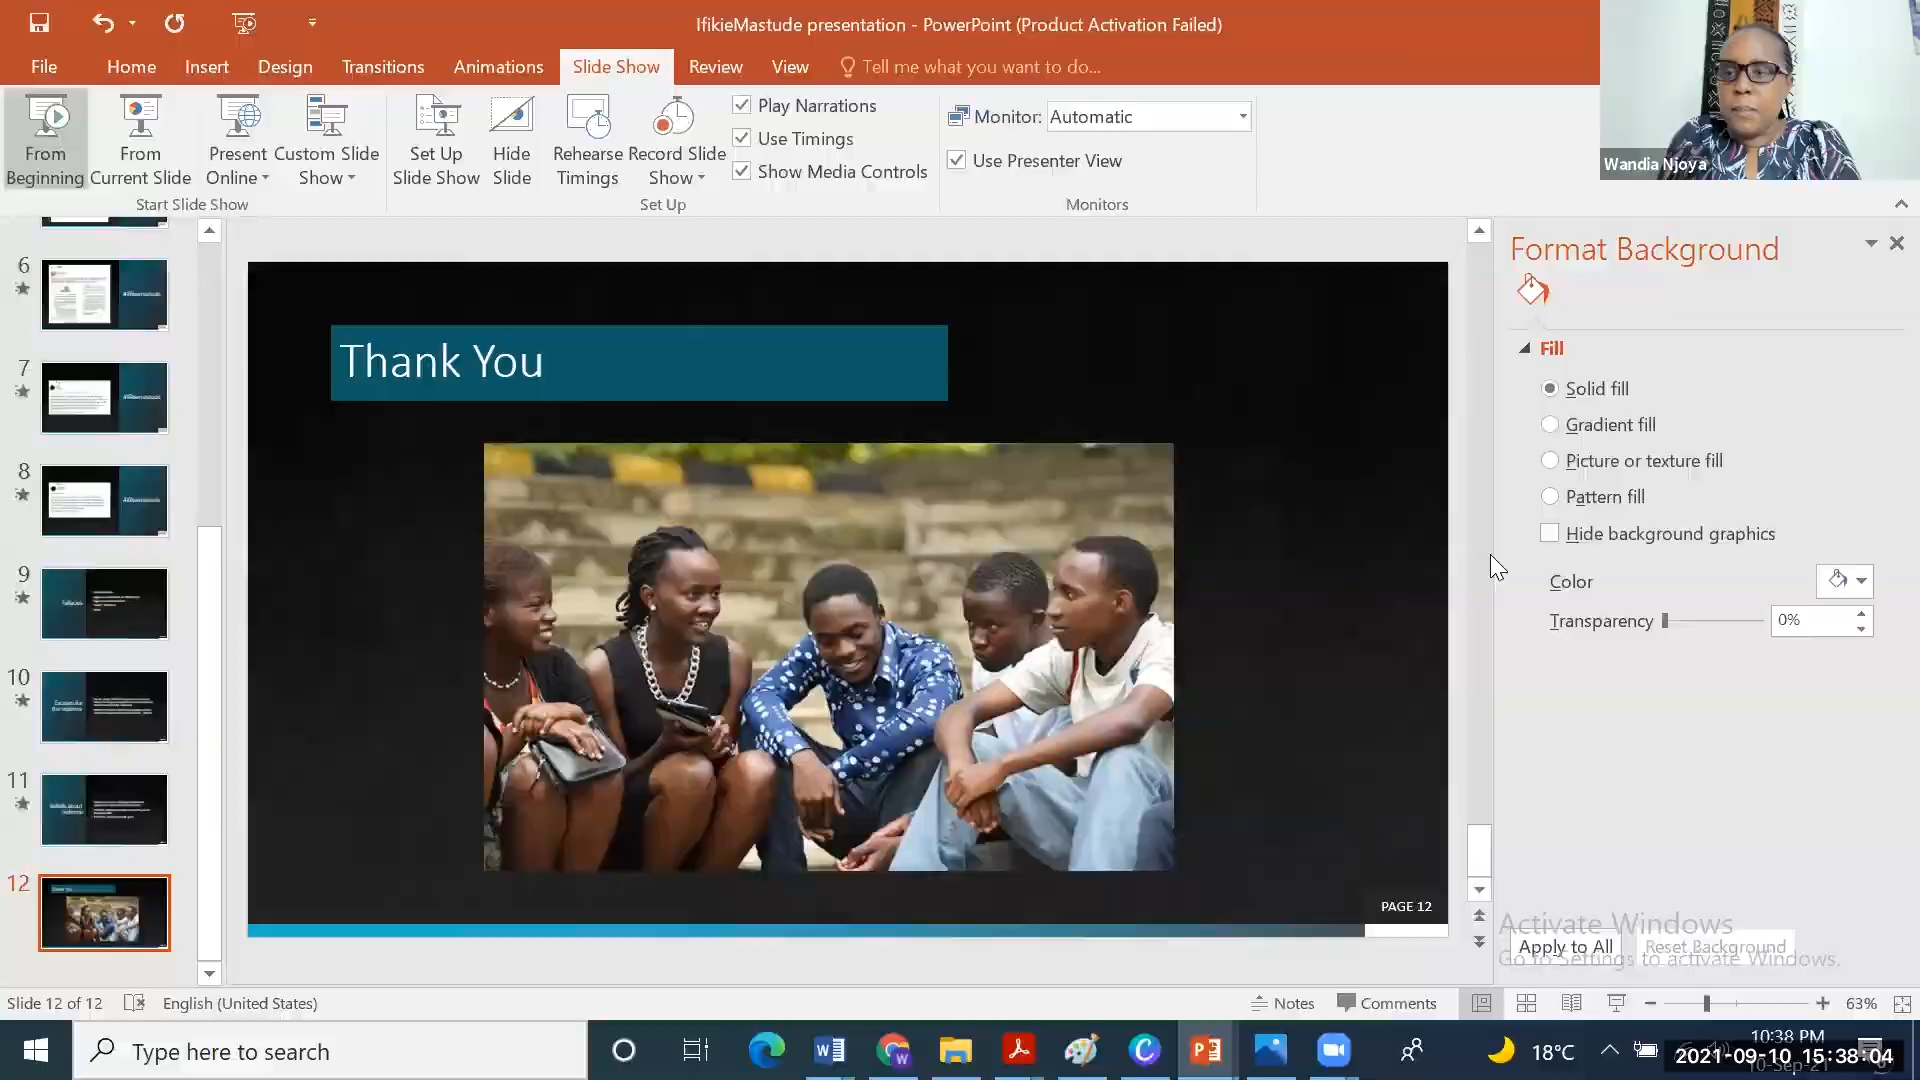 IfikieMastude presentation - PowerPoint (Product Activation Failed)
File Home Insert Design Transitions Animations Slide Show Review View Tell me what you want to do...
From Beginning
From Current Slide
Present Online
Custom Slide Show
Set Up Slide Show
Hide Slide
Rehearse Timings
Record Slide Show
Play Narrations
Use Timings
Show Media Controls
Monitor: Automatic
Use Presenter View
Start Slide Show
Set Up
Monitors
Wandia Njoya
6
7
8
9
10
11
12
Thank You
PAGE 12
Format Background
Fill
Solid fill
Gradient fill
Picture or texture fill
Pattern fill
Hide background graphics
Color
Transparency 0%
Activate Windows
Apply to All Reset Background
Go to Settings to activate Windows.
Slide 12 of 12 English (United States) Notes Comments 63%
Type here to search
18°C
10:38 PM
10-Sep-21
2021-09-10 15:38:04